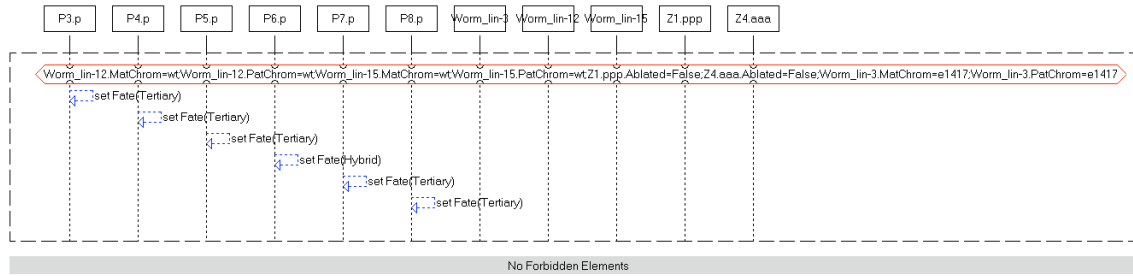 P3.p P4.p P5.p P6.p P7.p P8.p Worm_lin-3 Worm_lin-12 Worm_lin-15 Z1.ppp Z4.aaa
Worm_lin-12.MatChrom=wt;Worm_lin-12.PatChrom=wt;Worm_lin-15.MatChrom=wt;Worm_lin-15.PatChrom=wt;Z1.ppp.Ablated=False;Z4.aaa.Ablated=False;Worm_lin-3.MatChrom=e1417;Worm_lin-3.PatChrom=e1417
set Fate(Tertiary)
set Fate(Tertiary)
set Fate(Tertiary)
set Fate(Hybrid)
set Fate(Tertiary)
set Fate(Tertiary)
No Forbidden Elements